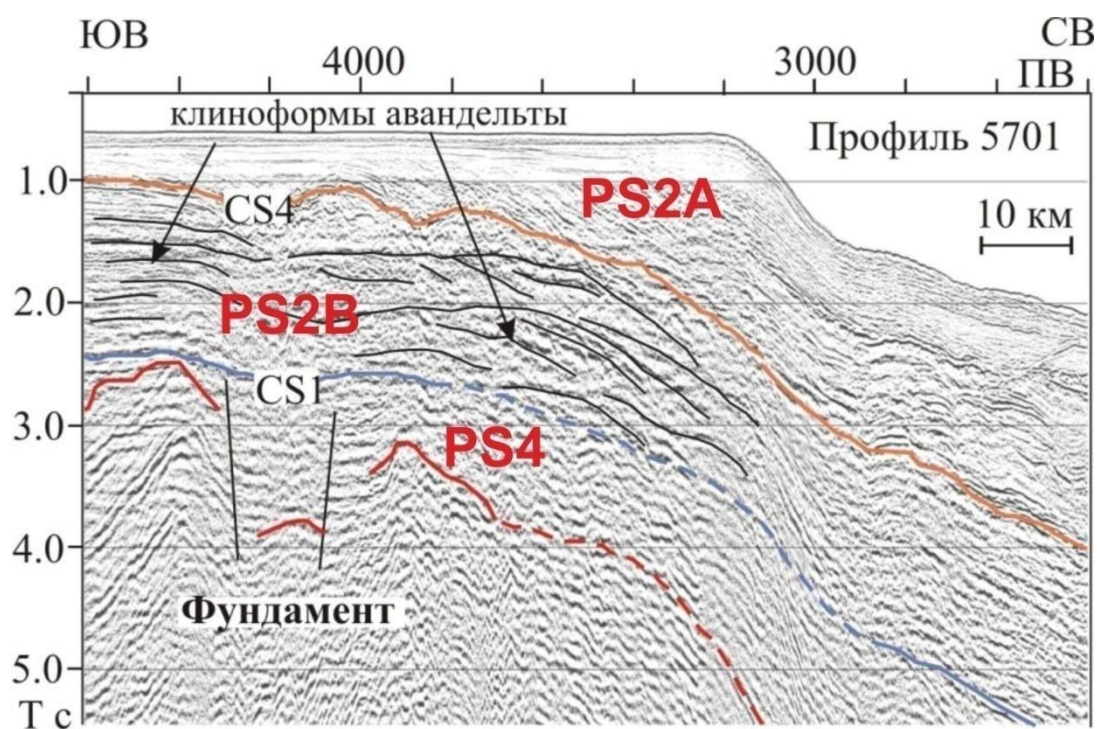 ЮВ
СВ
4000
3000
ПВ
клиноформы авандельты
Профиль 5701
1.0
PS2A
CS4
10 км
2.0
PS2B
CS1
3.0
PS4
4.0
Фундамент
5.0
Т с